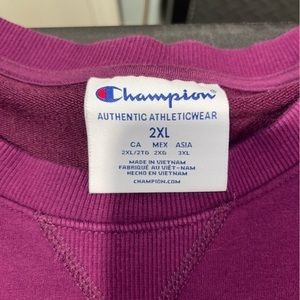 Champion
AUTHENTIC ATHLETICWEAR
2XL
CA MEX ASIA
2XL/2TG 2XG 3XL
MADE IN VIETNAM
FABRIQUÉ AU VIÊT-NAM
HECHO EN VIETNAM
CHAMPION.COM